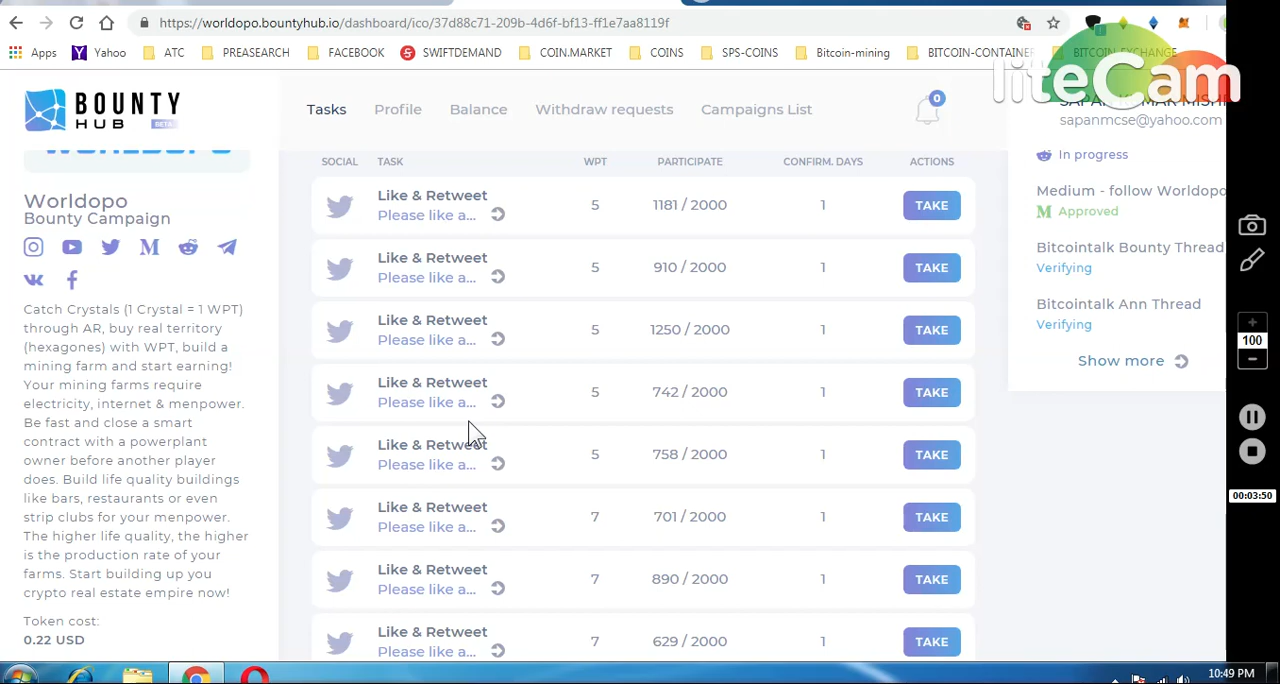 https://worldopo.bountyhub.io/dashboard/ico/37d88c71-209b-4d6f-bf13-ff1e7aa8119f
Apps
Yahoo
ATC
PREASEARCH
FACEBOOK
SWIFTDEMAND
COIN.MARKET
COINS
SPS-COINS
Bitcoin-mining
BITCOIN-CONTAINER
BITCOIN-EXCHANGE
liteCam
BOUNTY
HUB BETA
Tasks
Profile
Balance
Withdraw requests
Campaigns List
0
sapanmcse@yahoo.com
In progress
Medium - follow Worldopo
Approved
Bitcointalk Bounty Thread
Verifying
Bitcointalk Ann Thread
Verifying
Show more
Worldopo
Bounty Campaign
Catch Crystals (1 Crystal = 1 WPT)
through AR, buy real territory
(hexagones) with WPT, build a
mining farm and start earning!
Your mining farms require
electricity, internet & menpower.
Be fast and close a smart
contract with a powerplant
owner before another player
does. Build life quality buildings
like bars, restaurants or even
strip clubs for your menpower.
The higher life quality, the higher
is the production rate of your
farms. Start building up you
crypto real estate empire now!
Token cost:
0.22 USD
SOCIAL TASK WPT PARTICIPATE CONFIRM. DAYS ACTIONS
Like & Retweet
Please like a... 5 1181 / 2000 1 TAKE
Like & Retweet
Please like a... 5 910 / 2000 1 TAKE
Like & Retweet
Please like a... 5 1250 / 2000 1 TAKE
Like & Retweet
Please like a... 5 742 / 2000 1 TAKE
Like & Retweet
Please like a... 5 758 / 2000 1 TAKE
Like & Retweet
Please like a... 7 701 / 2000 1 TAKE
Like & Retweet
Please like a... 7 890 / 2000 1 TAKE
Like & Retweet
Please like a... 7 629 / 2000 1 TAKE
100
00:03:50
10:49 PM